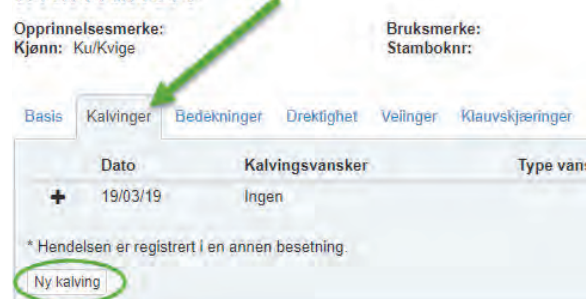 Opprinnelsesmerke: Bruksmerke:
Kjønn: Ku/Kvige Stamboknr:
Basis Kalvinger Bedekninger Drektighet Veiinger Klauvskjæringer
Dato Kalvingsvansker Type vans
+ 19/03/19 Ingen
* Hendelsen er registrert i en annen besetning.
Ny kalving